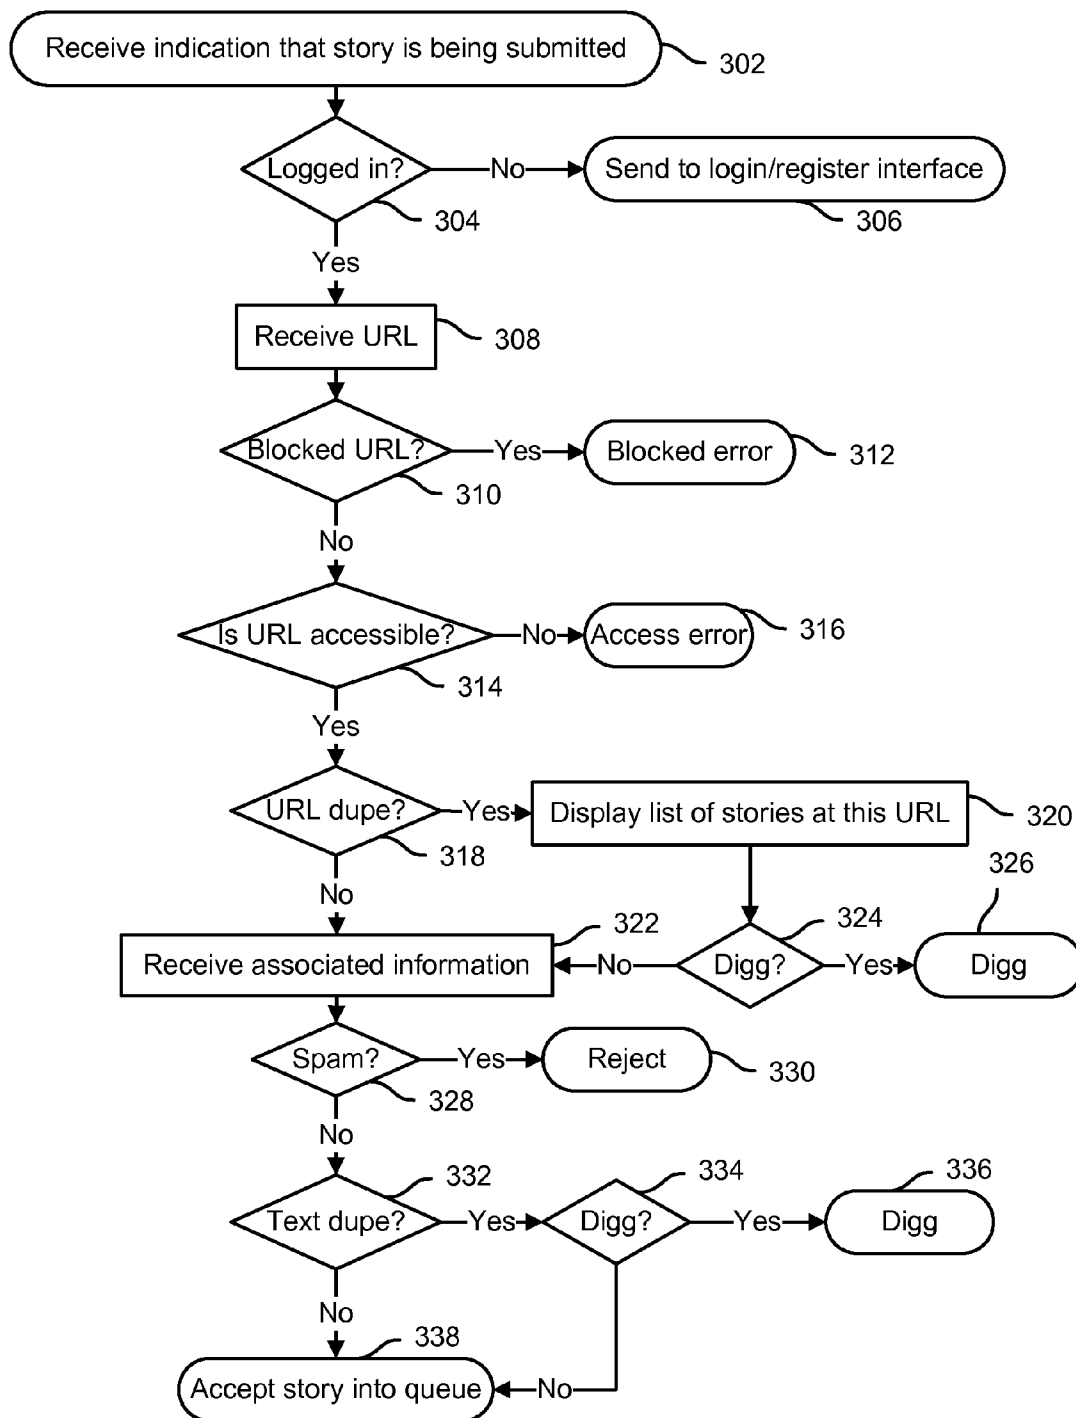 Receive indication that story is being submitted
302
Logged in?
No
Send to login/register interface
304
306
Yes
Receive URL
308
Blocked URL?
Yes
Blocked error
310
312
No
Is URL accessible?
No
Access error
314
316
Yes
URL dupe?
Yes
Display list of stories at this URL
318
320
No
322
324
326
Receive associated information
No
Digg?
Yes
Digg
Spam?
Yes
Reject
328
330
No
332
334
336
Text dupe?
Yes
Digg?
Yes
Digg
No
338
Accept story into queue
No